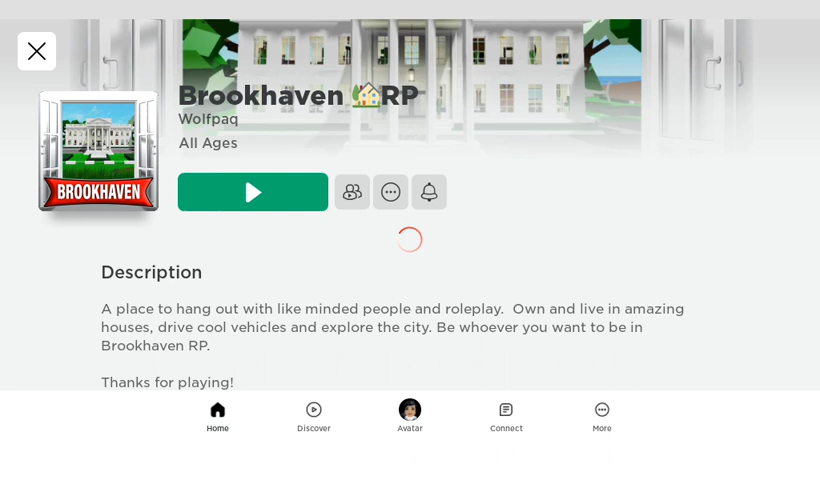 Brookhaven 🏡RP
Wolfpaq
All Ages
BROOKHAVEN
Description
A place to hang out with like minded people and roleplay.  Own and live in amazing
houses, drive cool vehicles and explore the city. Be whoever you want to be in
Brookhaven RP.
Thanks for playing!
Home
Discover
Avatar
Connect
More